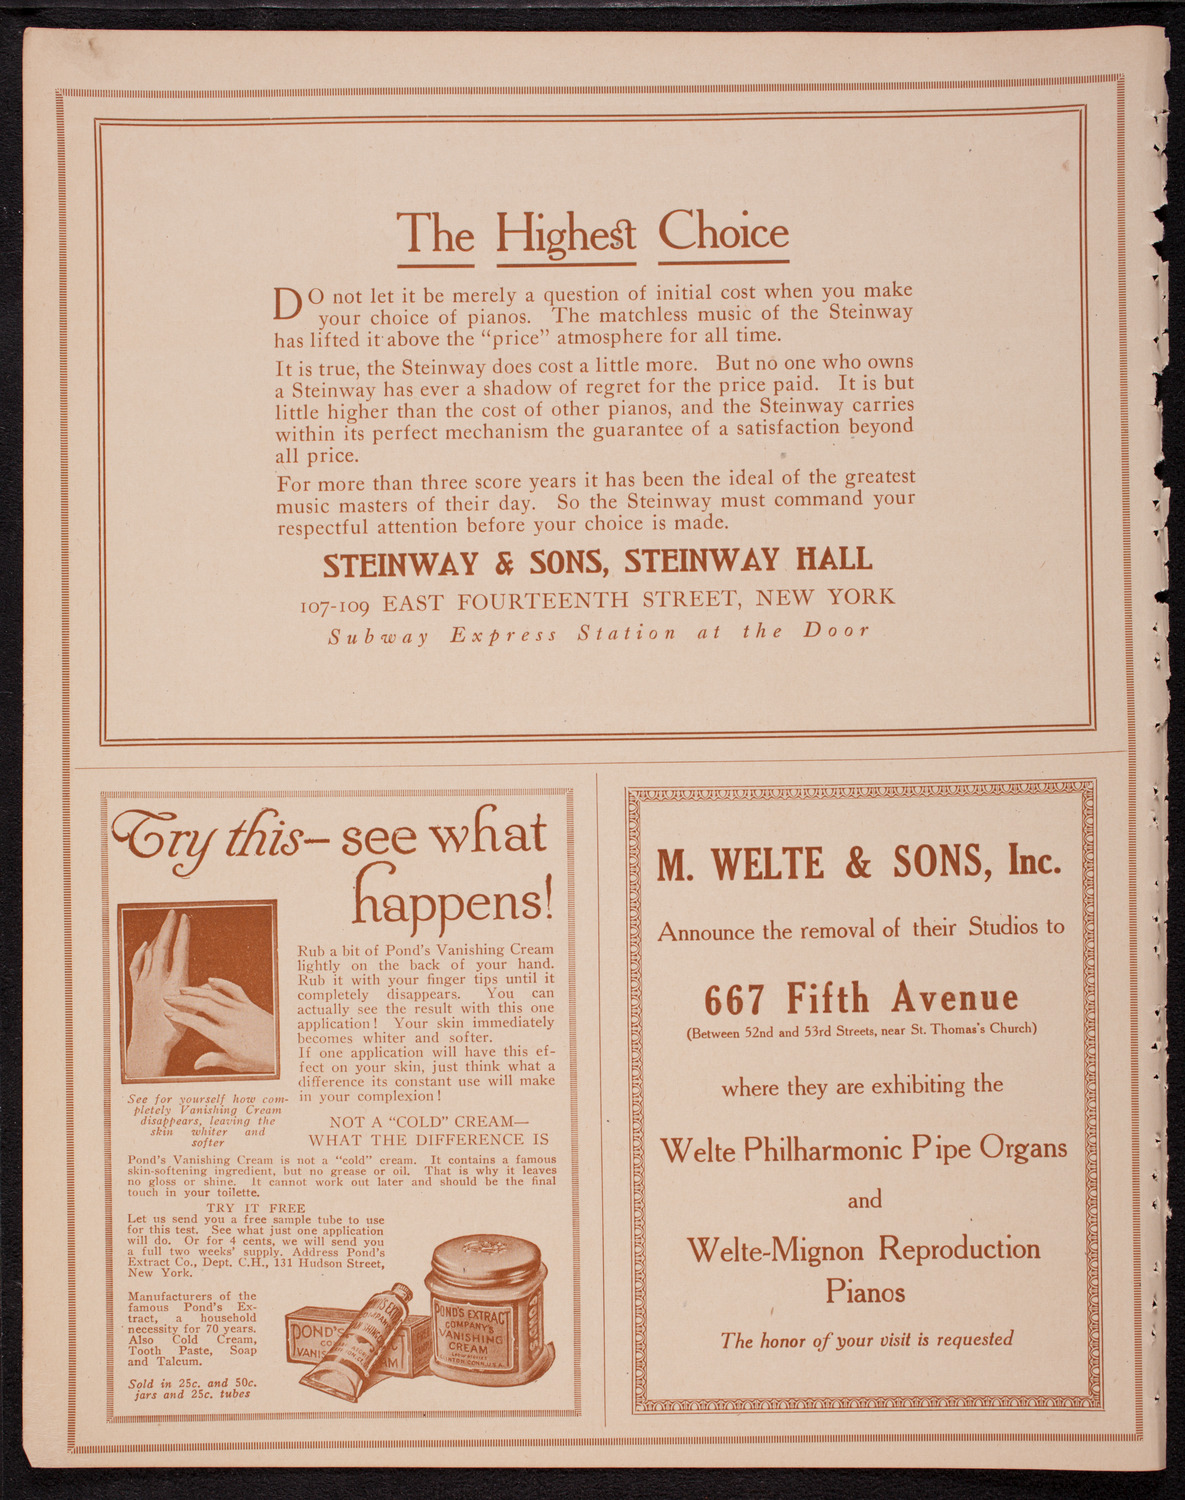 The Highest Choice
DO not let it be merely a question of initial cost when you make
your choice of pianos. The matchless music of the Steinway
has lifted it above the "price" atmosphere for all time.
It is true, the Steinway does cost a little more. But no one who owns
a Steinway has ever a shadow of regret for the price paid. It is but
little higher than the cost of other pianos, and the Steinway carries
within its perfect mechanism the guarantee of a satisfaction beyond
all price.
For more than three score years it has been the ideal of the greatest
music masters of their day. So the Steinway must command your
respectful attention before your choice is made.
STEINWAY & SONS, STEINWAY HALL
107-109 EAST FOURTEENTH STREET, NEW YORK
Subway Express Station at the Door
Try this—see what
happens!
Rub a bit of Pond's Vanishing Cream
lightly on the back of your hand.
Rub it with your finger tips until it
completely disappears. You can
actually see the result with this one
application! Your skin immediately
becomes whiter and softer.
If one application will have this ef-
fect on your skin, just think what a
difference its constant use will make
in your complexion!
See for yourself how com-
pletely Vanishing Cream
disappears, leaving the
skin whiter and
softer
NOT A "COLD" CREAM—
WHAT THE DIFFERENCE IS
Pond's Vanishing Cream is not a "cold" cream. It contains a famous
skin-softening ingredient, but no grease or oil. That is why it leaves
no gloss or shine. It cannot work out later and should be the final
touch in your toilette.
TRY IT FREE
Let us send you a free sample tube to use
for this test. See what just one application
will do. Or for 4 cents, we will send you
a full two weeks' supply. Address Pond's
Extract Co., Dept. C.H., 131 Hudson Street,
New York.
Manufacturers of the
famous Pond's Ex-
tract, a household
necessity for 70 years.
Also Cold Cream,
Tooth Paste, Soap
and Talcum.
Sold in 25c. and 50c.
jars and 25c. tubes
POND'S
CO
VANIS
AM
POND'S EXTRACT
COMPANY'S
VANISHING
CREAM
M. WELTE & SONS, Inc.
Announce the removal of their Studios to
667 Fifth Avenue
(Between 52nd and 53rd Streets, near St. Thomas's Church)
where they are exhibiting the
Welte Philharmonic Pipe Organs
and
Welte-Mignon Reproduction
Pianos
The honor of your visit is requested